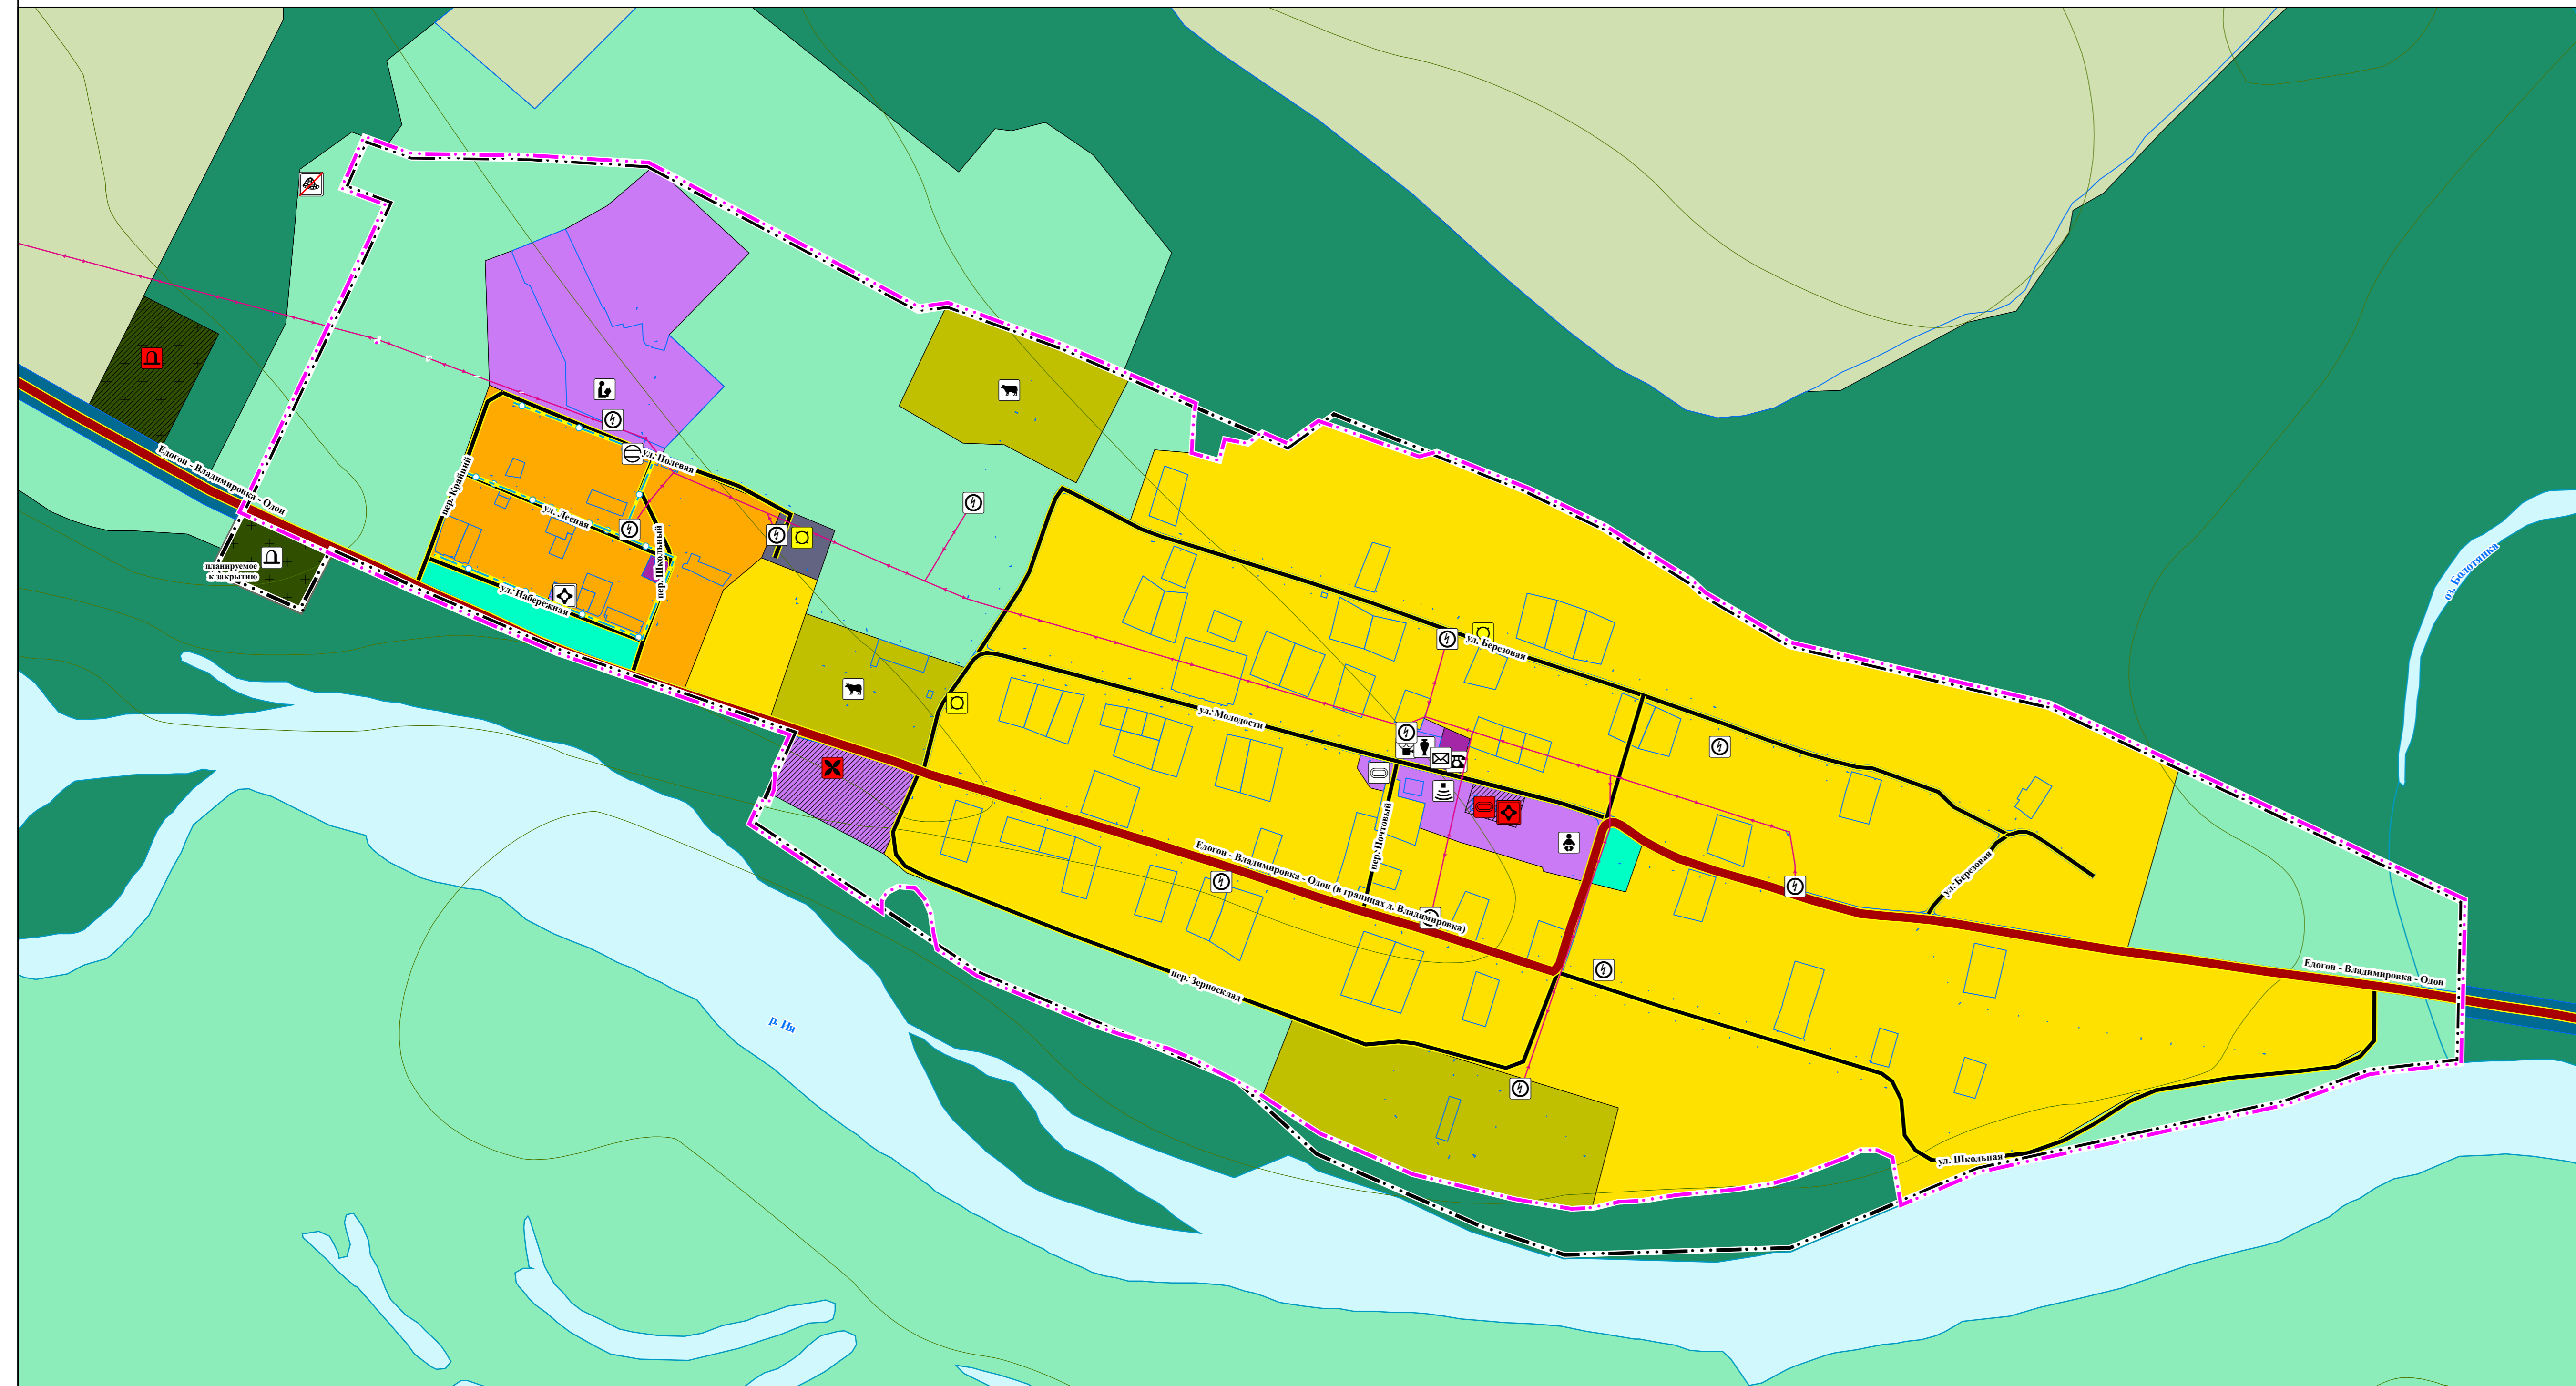 Елогон - Владимировка - Одон
пер. Крайний
ул. Полевая
ул. Лесная
пер. Школьный
ул. Набережная
планируемое
к закрытию
оз. Болотника
ул. Березовая
ул. Молодости
пер. Почтовый
Елогон - Владимировка - Одон (в границах д. Владимировка)
ул. Березовая
пер. Зерносклад
Елогон - Владимировка - Одон
р. Ия
ул. Школьная